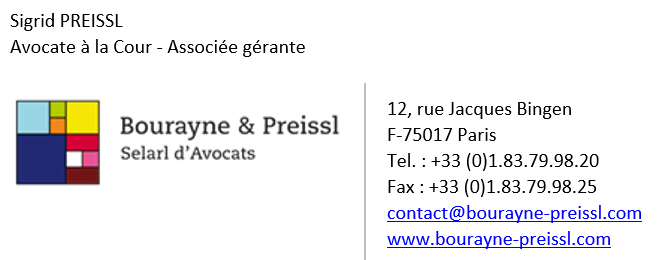 Sigrid PREISSL
Avocate à la Cour - Associée gérante
Bourayne & Preissl
Selarl d'Avocats
12, rue Jacques Bingen
F-75017 Paris
Tel. : +33 (0)1.83.79.98.20
Fax : +33 (0)1.83.79.98.25
contact@bourayne-preissl.com
www.bourayne-preissl.com